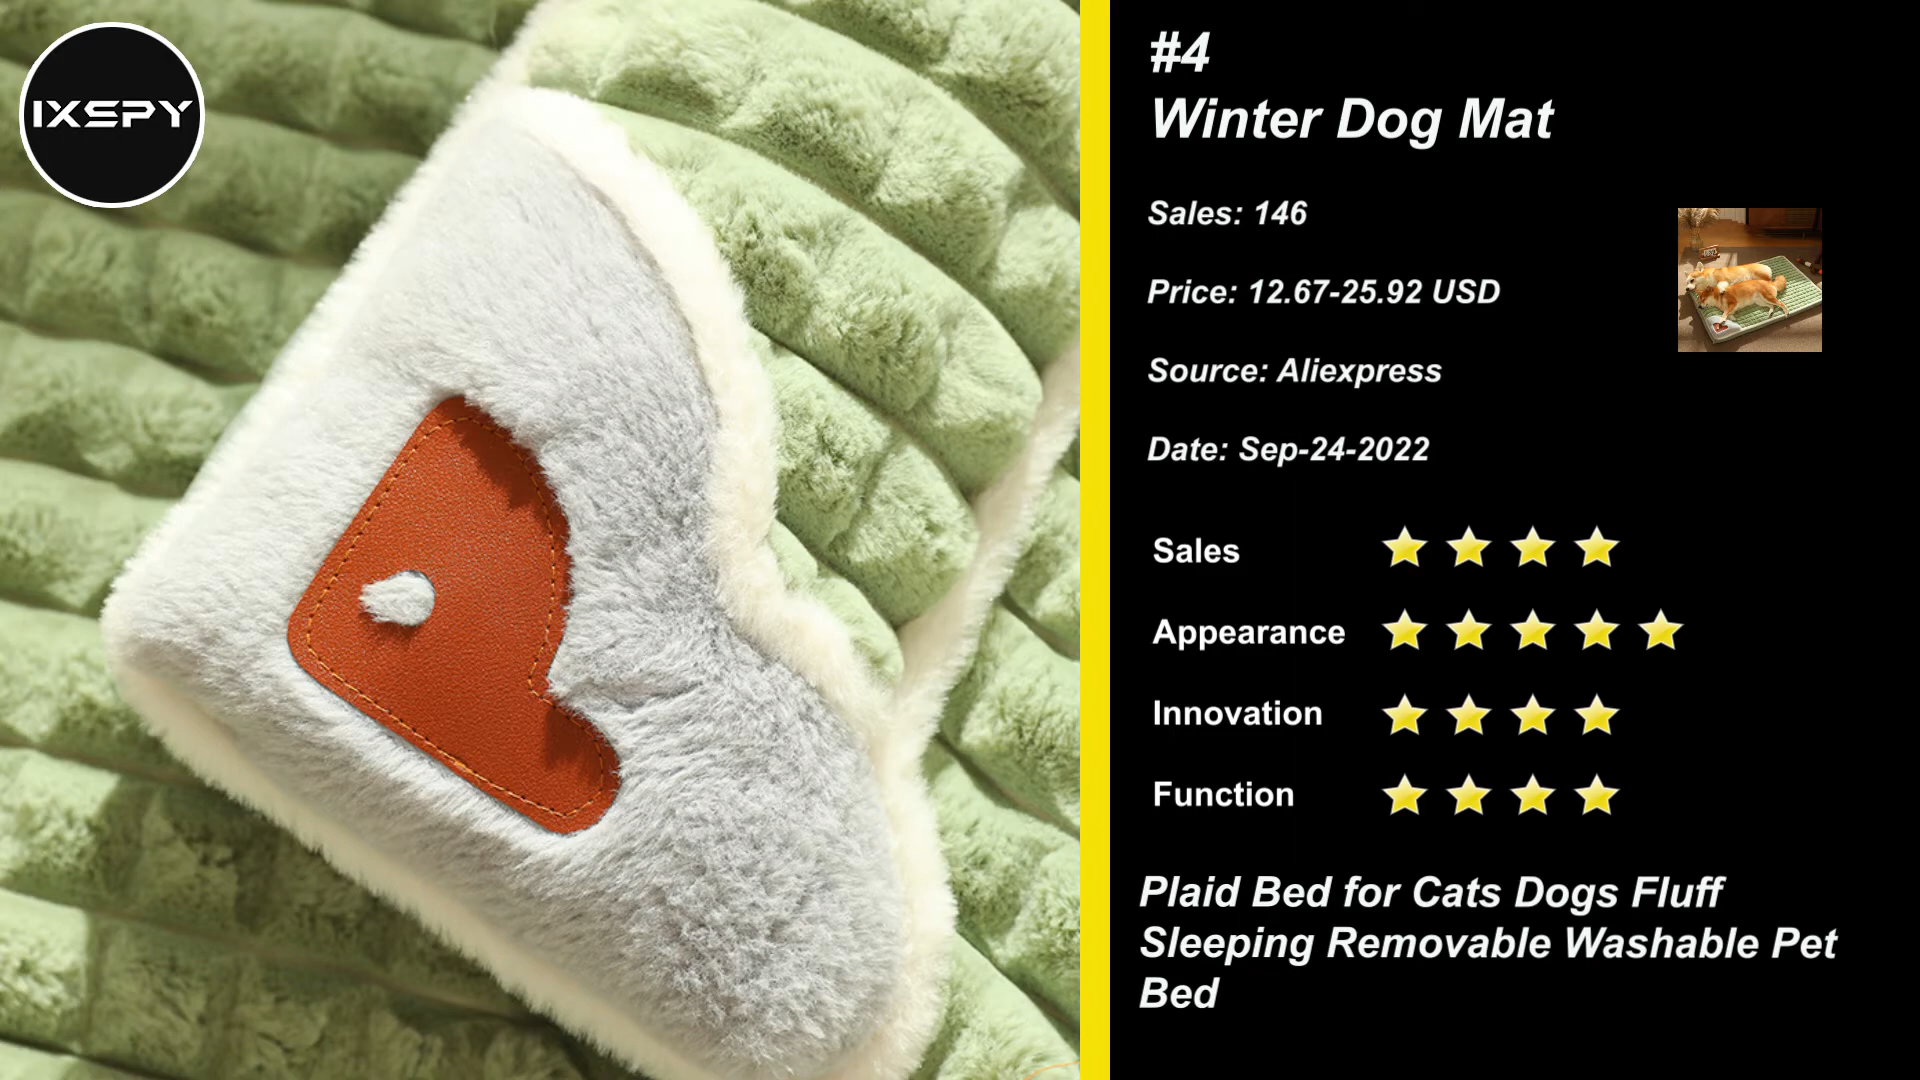 IXSPY
#4
Winter Dog Mat
Sales: 146
Price: 12.67-25.92 USD
Source: Aliexpress
Date: Sep-24-2022
Sales
Appearance
Innovation
Function
Plaid Bed for Cats Dogs Fluff
Sleeping Removable Washable Pet
Bed